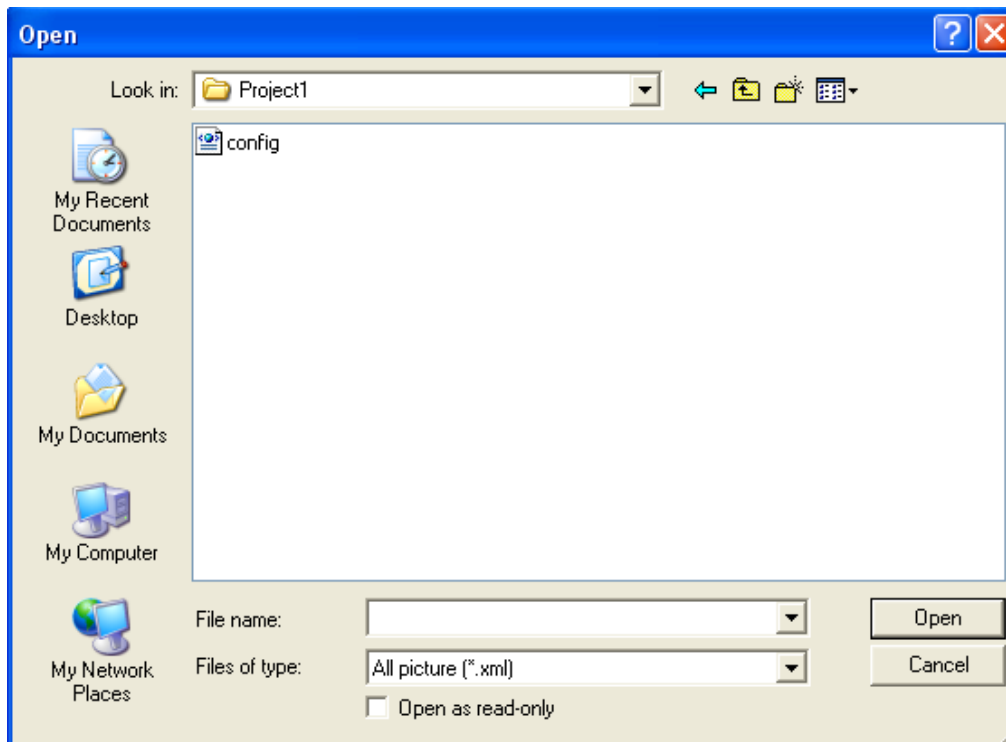 Open
Look in:
Project1
config
My Recent
Documents
Desktop
My Documents
My Computer
My Network
Places
File name:
Open
Files of type:
All picture (*.xml)
Cancel
Open as read-only